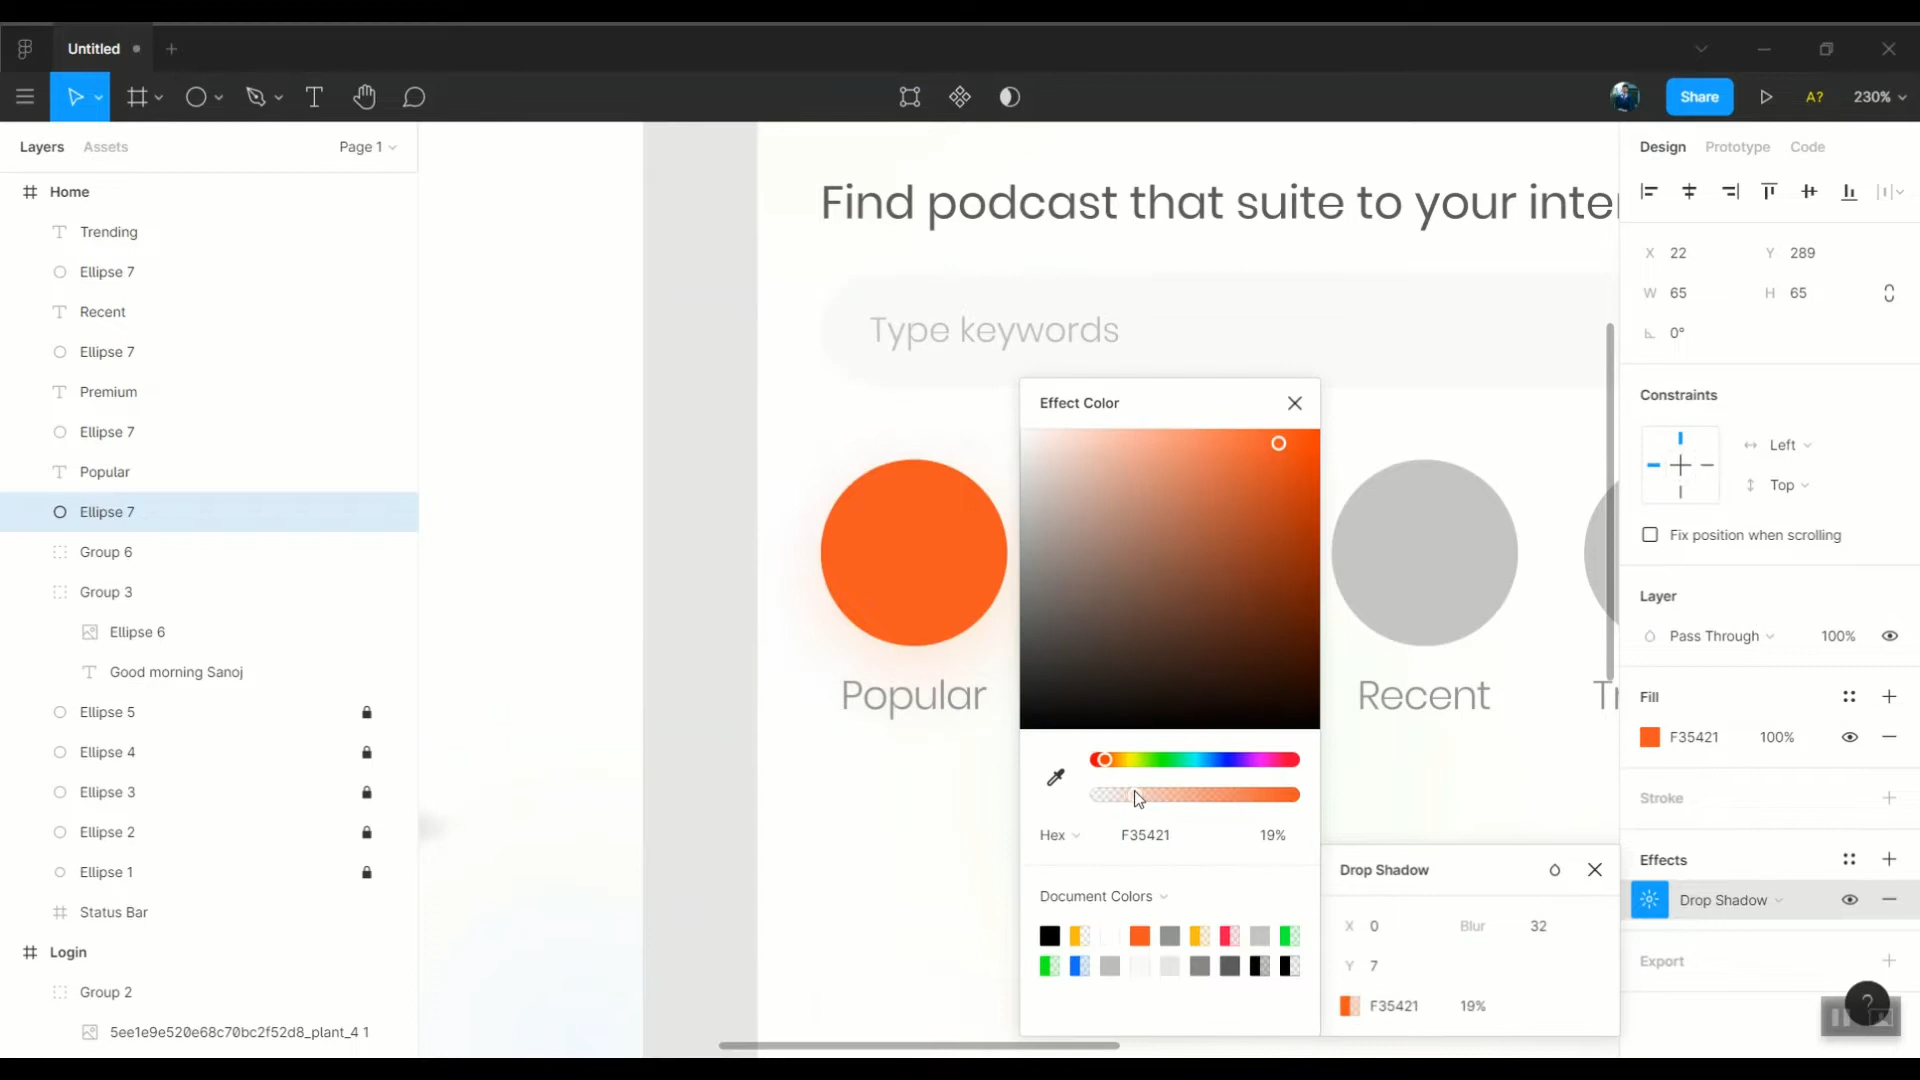 Untitled
Share
A?
230%
Layers
Assets
Page 1
Home
Trending
Ellipse 7
Recent
Ellipse 7
Premium
Ellipse 7
Popular
Ellipse 7
Group 6
Group 3
Ellipse 6
Good morning Sanoj
Ellipse 5
Ellipse 4
Ellipse 3
Ellipse 2
Ellipse 1
Status Bar
Login
Group 2
5ee1e9e520e68c70bc2f52d8_plant_4 1
Find podcast that suite to your inter
Type keywords
Popular
Recent
Tr
Effect Color
Hex F35421 19%
Document Colors
Drop Shadow
X 0 Blur 32
Y 7
F35421 19%
Design Prototype Code
X 22 Y 289
W 65 H 65
0°
Constraints
Left
Top
Fix position when scrolling
Layer
Pass Through 100%
Fill
F35421 100%
Stroke
Effects
Drop Shadow
Export
?